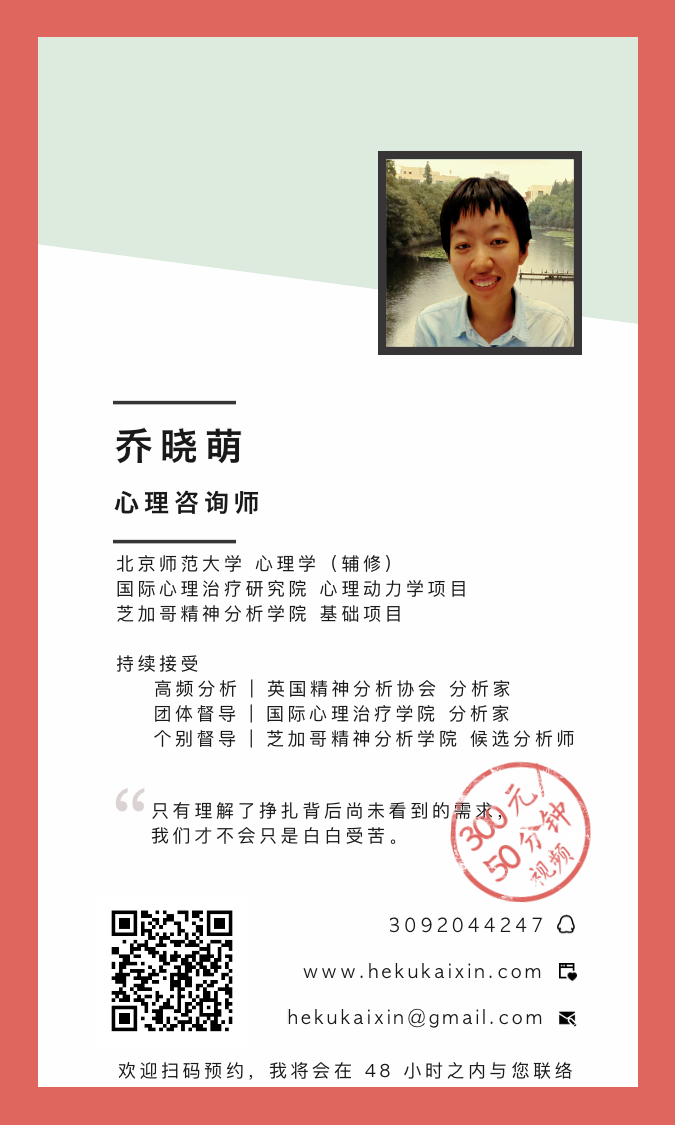 乔晓萌
心理咨询师
北京师范大学 心理学（辅修）
国际心理治疗研究院 心理动力学项目
芝加哥精神分析学院 基础项目
持续接受
高频分析 | 英国精神分析协会 分析家
团体督导 | 国际心理治疗学院 分析家
个别督导 | 芝加哥精神分析学院 候选分析师
“只有理解了挣扎背后尚未看到的需求，
我们才不会只是白白受苦。
300元/
50分钟
视频
3092044247
www.hekukaixin.com
hekukaixin@gmail.com
欢迎扫码预约，我将会在 48 小时之内与您联络